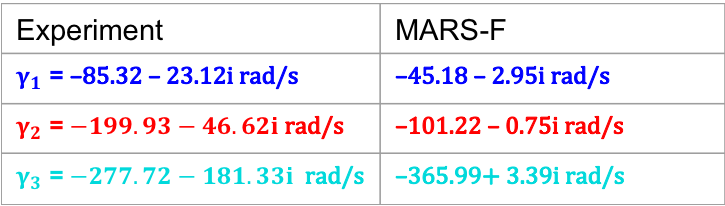 Experiment MARS-F
γ₁ = –85.32 – 23.12i rad/s –45.18 – 2.95i rad/s
γ₂ = −199.93 − 46.62i rad/s –101.22 – 0.75i rad/s
γ₃ = −277.72 − 181.33i rad/s –365.99+ 3.39i rad/s